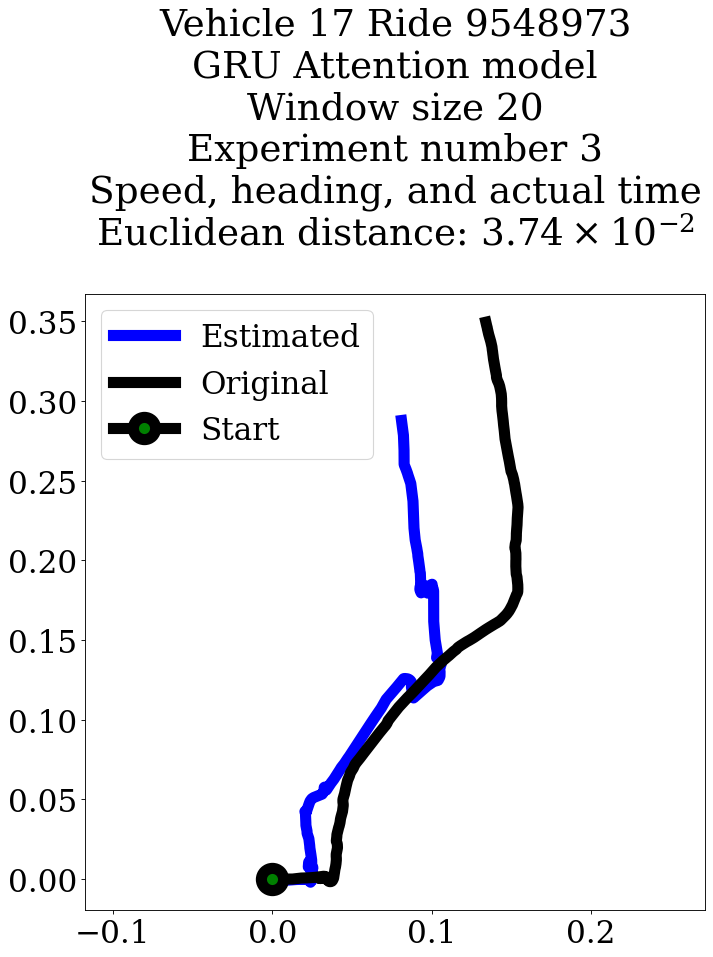 Vehicle 17 Ride 9548973
GRU Attention model
Window size 20
Experiment number 3
Speed, heading, and actual time
Euclidean distance: 3.74 × 10⁻²
Estimated
Original
Start
0.35
0.30
0.25
0.20
0.15
0.10
0.05
0.00
−0.1 0.0 0.1 0.2